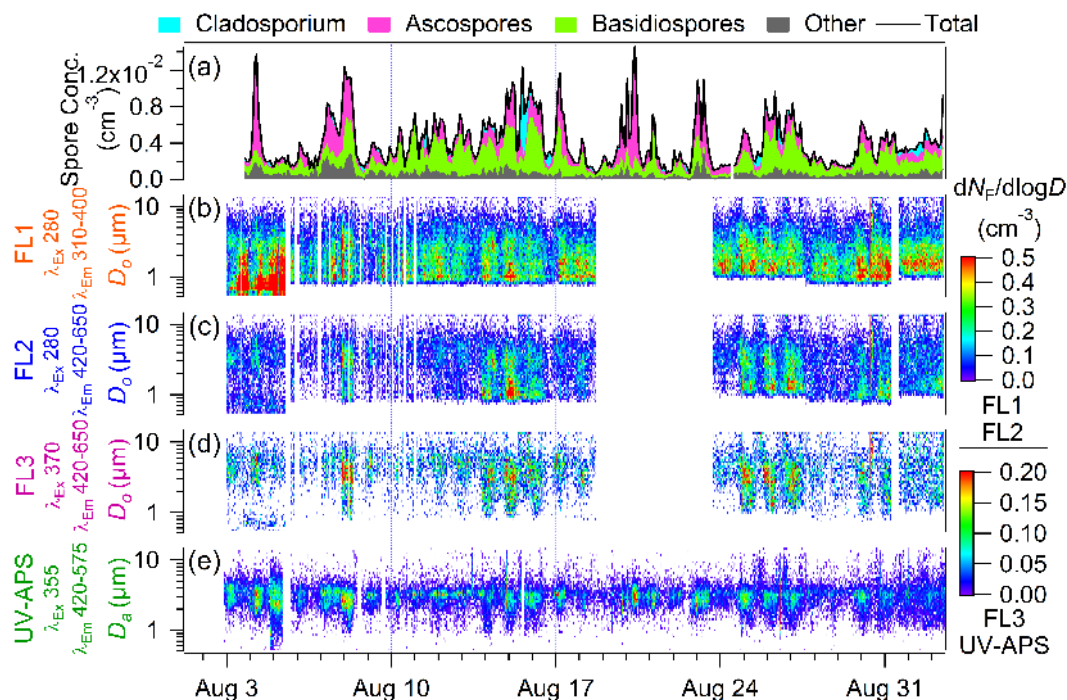 Cladosporium Ascospores Basidiospores Other Total
(a)
Spore Conc.
(cm⁻³)
1.2x10⁻²
0.8
0.4
0.0
FL1
λEx 280
λEm 310-400
Do (µm)
10
1
(b)
FL2
λEx 280
λEm 420-650
Do (µm)
10
1
(c)
FL3
λEx 370
λEm 420-650
Do (µm)
10
1
(d)
UV-APS
λEx 355
λEm 420-575
Da (µm)
10
1
(e)
dNF/dlogD
(cm⁻³)
0.5
0.4
0.3
0.2
0.1
0.0
FL1
FL2
0.20
0.15
0.10
0.05
0.00
FL3
UV-APS
Aug 3 Aug 10 Aug 17 Aug 24 Aug 31